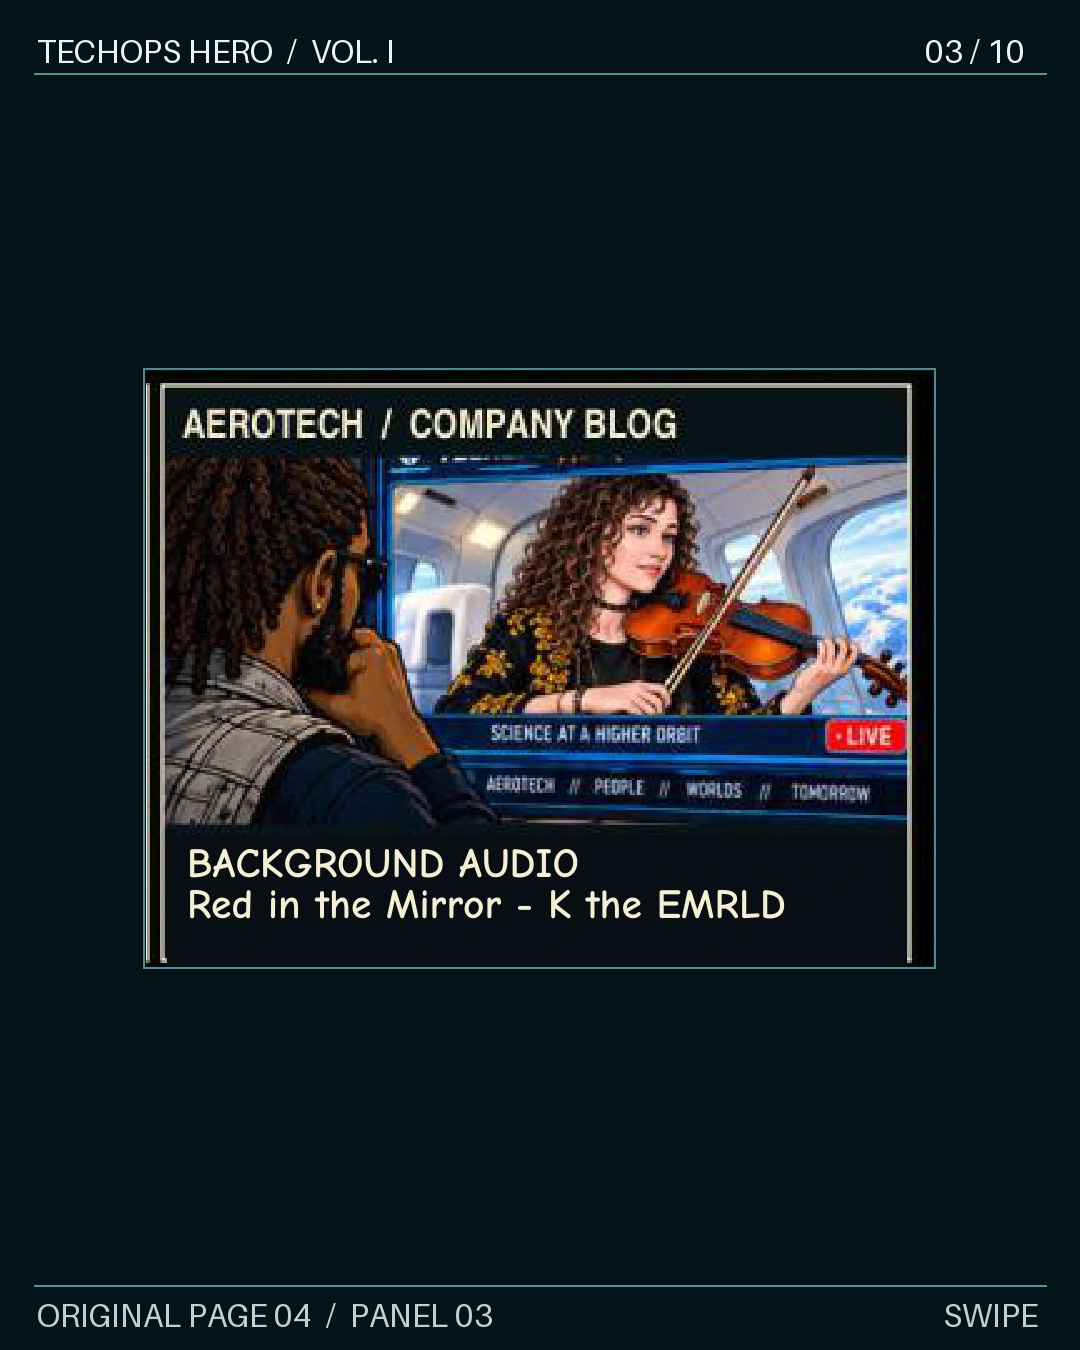 TECHOPS HERO / VOL. I
03 / 10
AEROTECH / COMPANY BLOG
SCIENCE AT A HIGHER ORBIT
• LIVE
AEROTECH // PEOPLE // WORLDS // TOMORROW
BACKGROUND AUDIO
Red in the Mirror - K the EMRLD
ORIGINAL PAGE 04 / PANEL 03
SWIPE